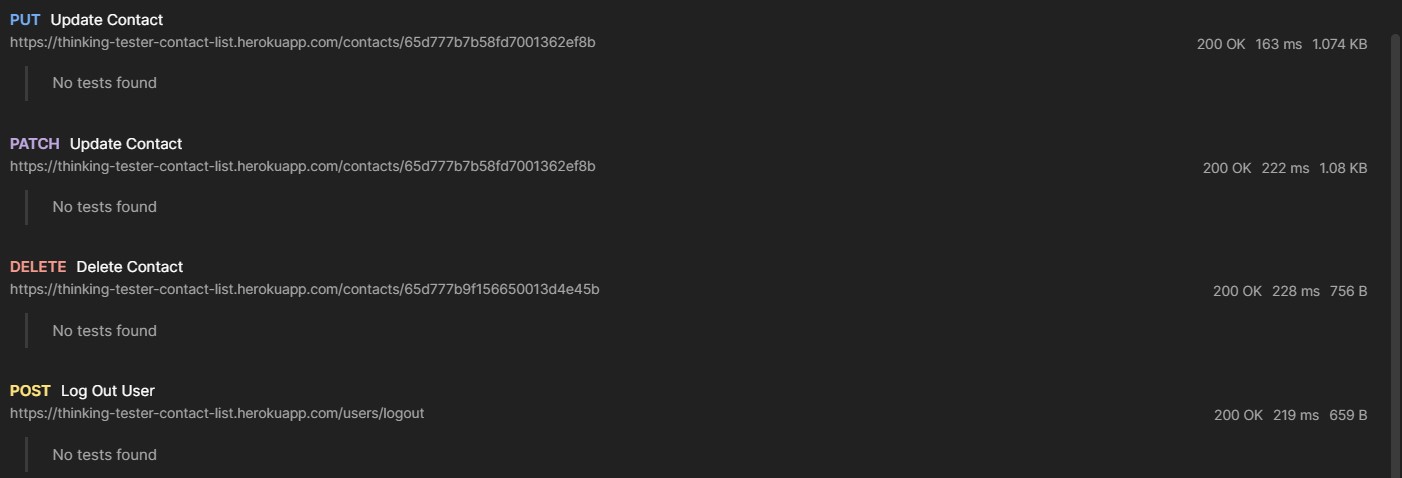 PUT Update Contact
https://thinking-tester-contact-list.herokuapp.com/contacts/65d777b7b58fd7001362ef8b
200 OK 163 ms 1.074 KB
No tests found
PATCH Update Contact
https://thinking-tester-contact-list.herokuapp.com/contacts/65d777b7b58fd7001362ef8b
200 OK 222 ms 1.08 KB
No tests found
DELETE Delete Contact
https://thinking-tester-contact-list.herokuapp.com/contacts/65d777b9f156650013d4e45b
200 OK 228 ms 756 B
No tests found
POST Log Out User
https://thinking-tester-contact-list.herokuapp.com/users/logout
200 OK 219 ms 659 B
No tests found